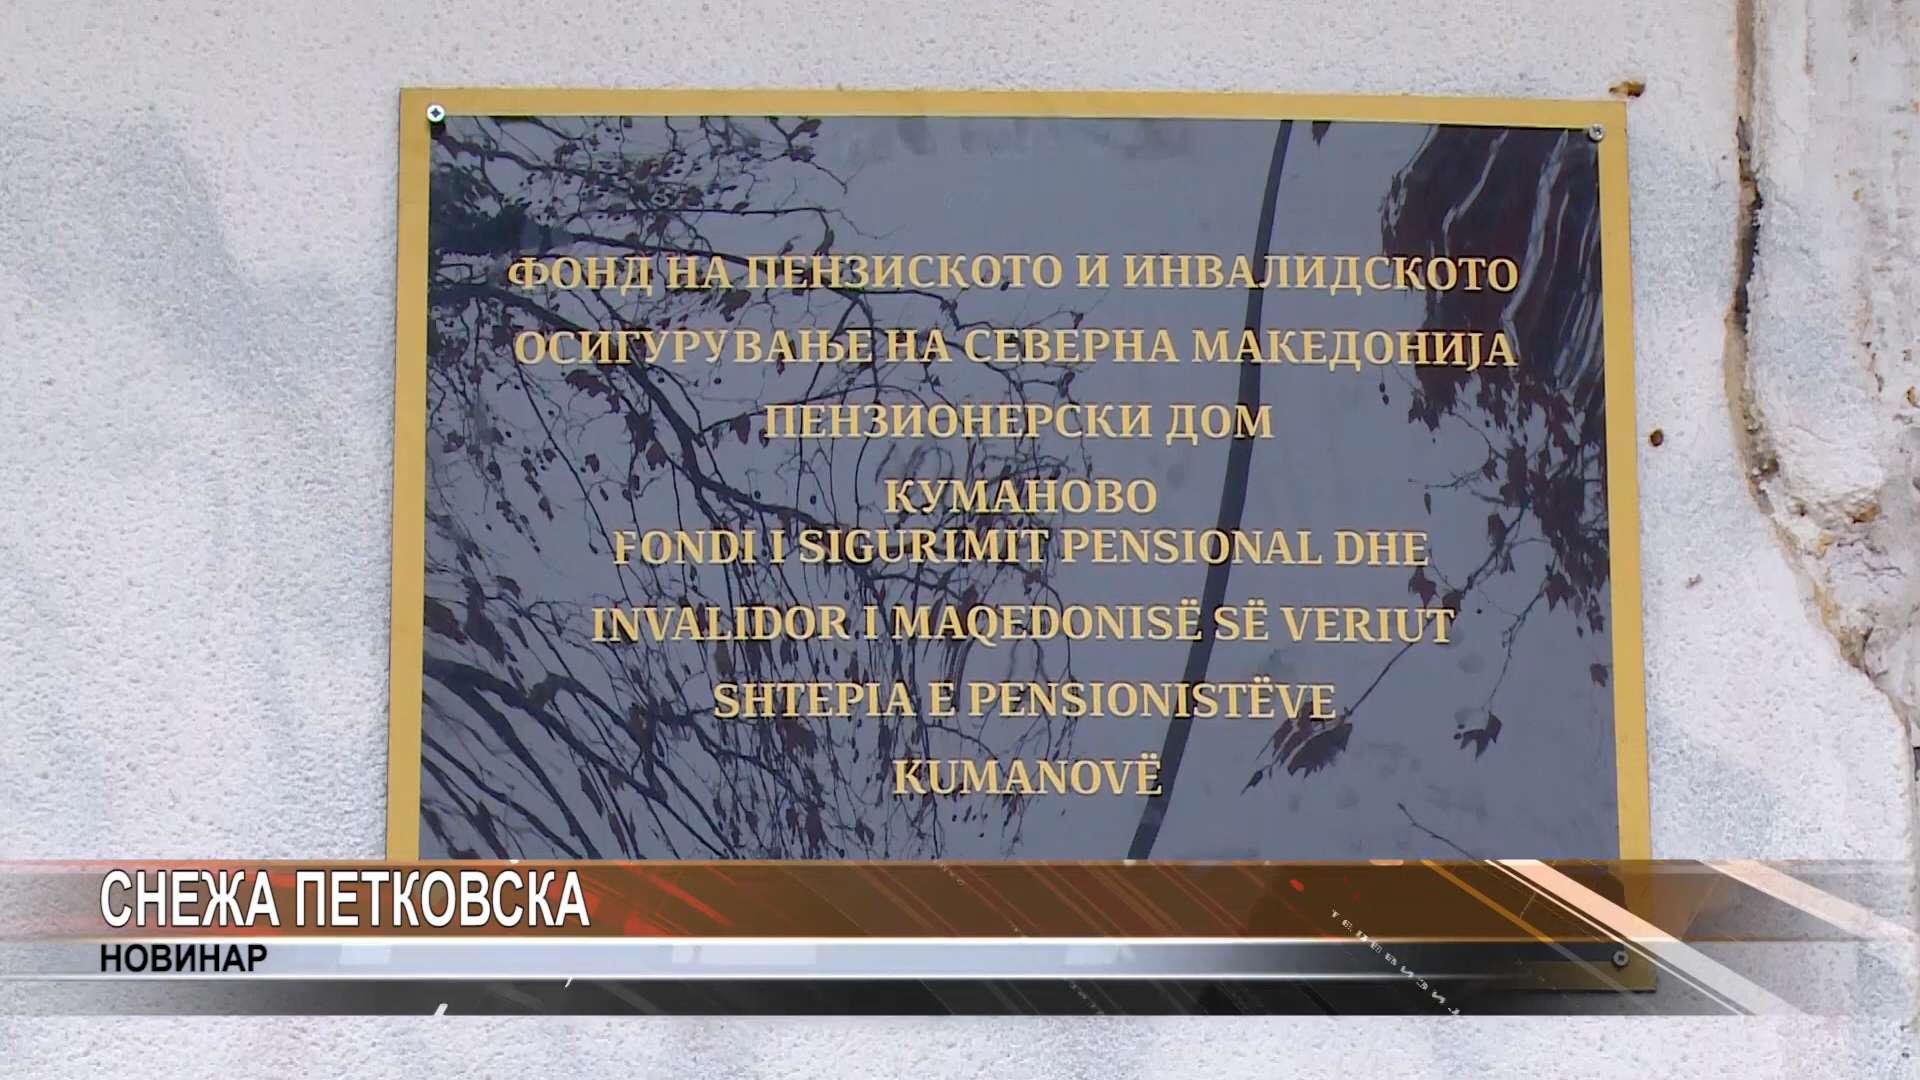 ФОНД НА ПЕНЗИСКОТО И ИНВАЛИДСКОТО
ОСИГУРУВАЊЕ НА СЕВЕРНА МАКЕДОНИЈА
ПЕНЗИОНЕРСКИ ДОМ
КУМАНОВО
FONDI I SIGURIMIT PENSIONAL DHE
INVALIDOR I MAQEDONISË SË VERIUT
SHTEPIA E PENSIONISTËVE
KUMANOVË
СНЕЖА ПЕТКОВСКА
НОВИНАР